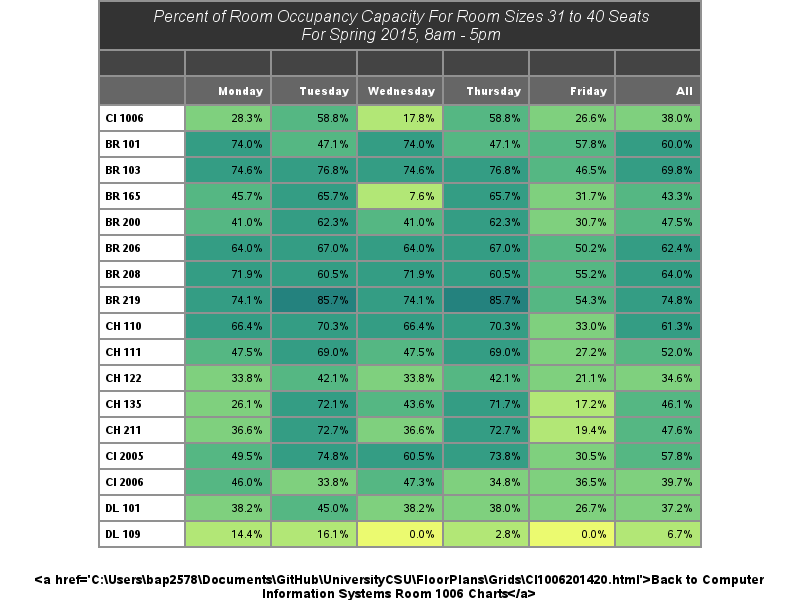 Percent of Room Occupancy Capacity For Room Sizes 31 to 40 Seats
For Spring 2015, 8am - 5pm
Monday Tuesday Wednesday Thursday Friday All
CI 1006 28.3% 58.8% 17.8% 58.8% 26.6% 38.0%
BR 101 74.0% 47.1% 74.0% 47.1% 57.8% 60.0%
BR 103 74.6% 76.8% 74.6% 76.8% 46.5% 69.8%
BR 165 45.7% 65.7% 7.6% 65.7% 31.7% 43.3%
BR 200 41.0% 62.3% 41.0% 62.3% 30.7% 47.5%
BR 206 64.0% 67.0% 64.0% 67.0% 50.2% 62.4%
BR 208 71.9% 60.5% 71.9% 60.5% 55.2% 64.0%
BR 219 74.1% 85.7% 74.1% 85.7% 54.3% 74.8%
CH 110 66.4% 70.3% 66.4% 70.3% 33.0% 61.3%
CH 111 47.5% 69.0% 47.5% 69.0% 27.2% 52.0%
CH 122 33.8% 42.1% 33.8% 42.1% 21.1% 34.6%
CH 135 26.1% 72.1% 43.6% 71.7% 17.2% 46.1%
CH 211 36.6% 72.7% 36.6% 72.7% 19.4% 47.6%
CI 2005 49.5% 74.8% 60.5% 73.8% 30.5% 57.8%
CI 2006 46.0% 33.8% 47.3% 34.8% 36.5% 39.7%
DL 101 38.2% 45.0% 38.2% 38.0% 26.7% 37.2%
DL 109 14.4% 16.1% 0.0% 2.8% 0.0% 6.7%
<a href='C:\Users\bap2578\Documents\GitHub\UniversityCSU\FloorPlans\Grids\CI1006201420.html'>Back to Computer
Information Systems Room 1006 Charts</a>